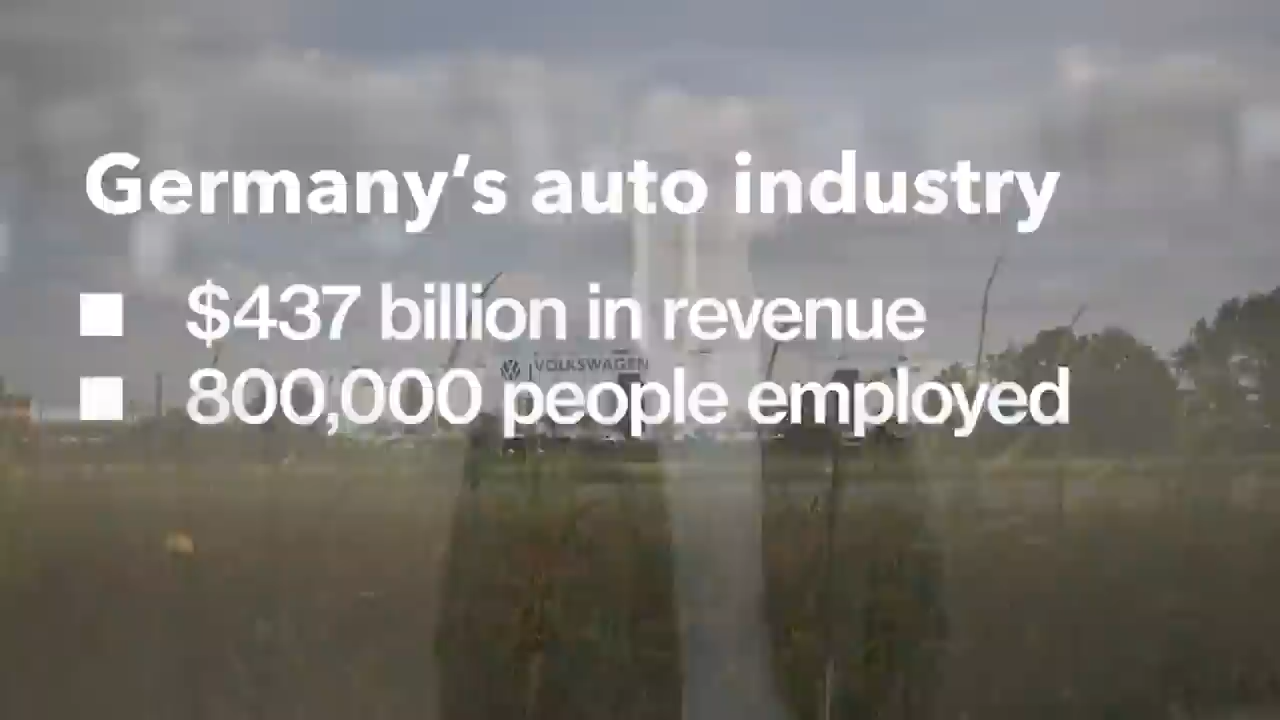 Germany's auto industry
$437 billion in revenue
VOLKSWAGEN
800,000 people employed